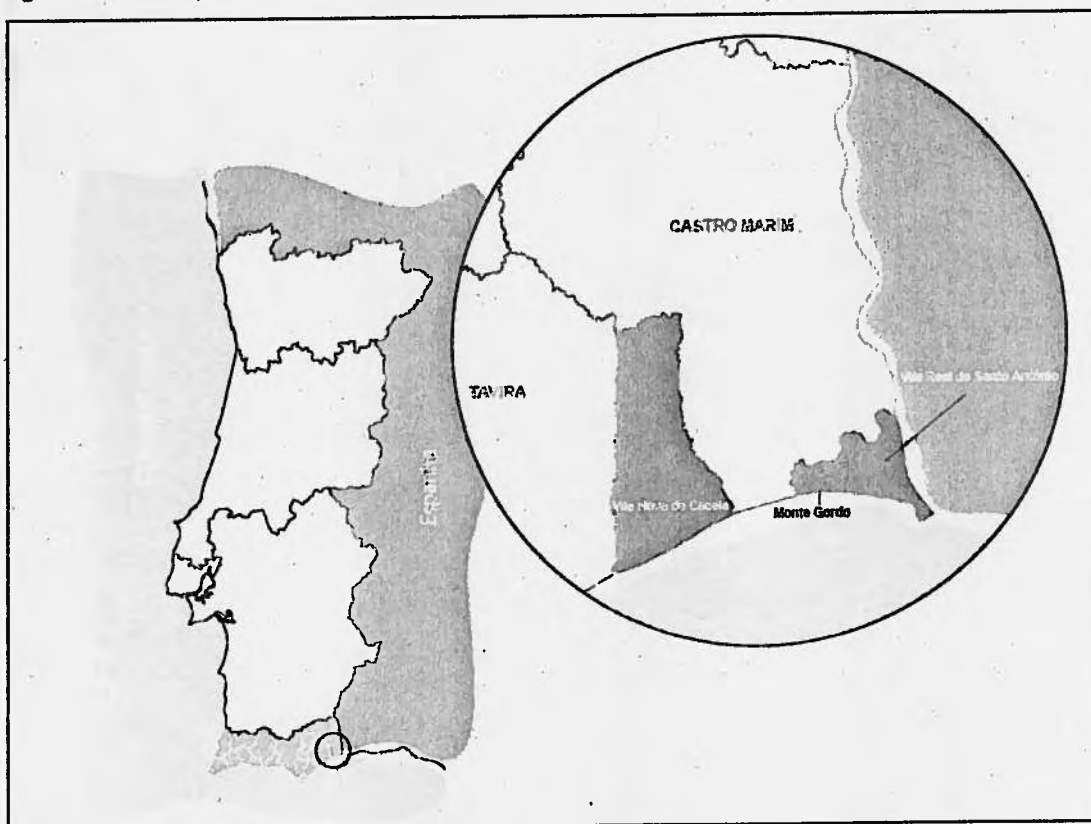 CASTRO MARIM
TAVIRA
Espanha
Vila Real de Santo António
Vila Nova de Cacela
Monte Gordo